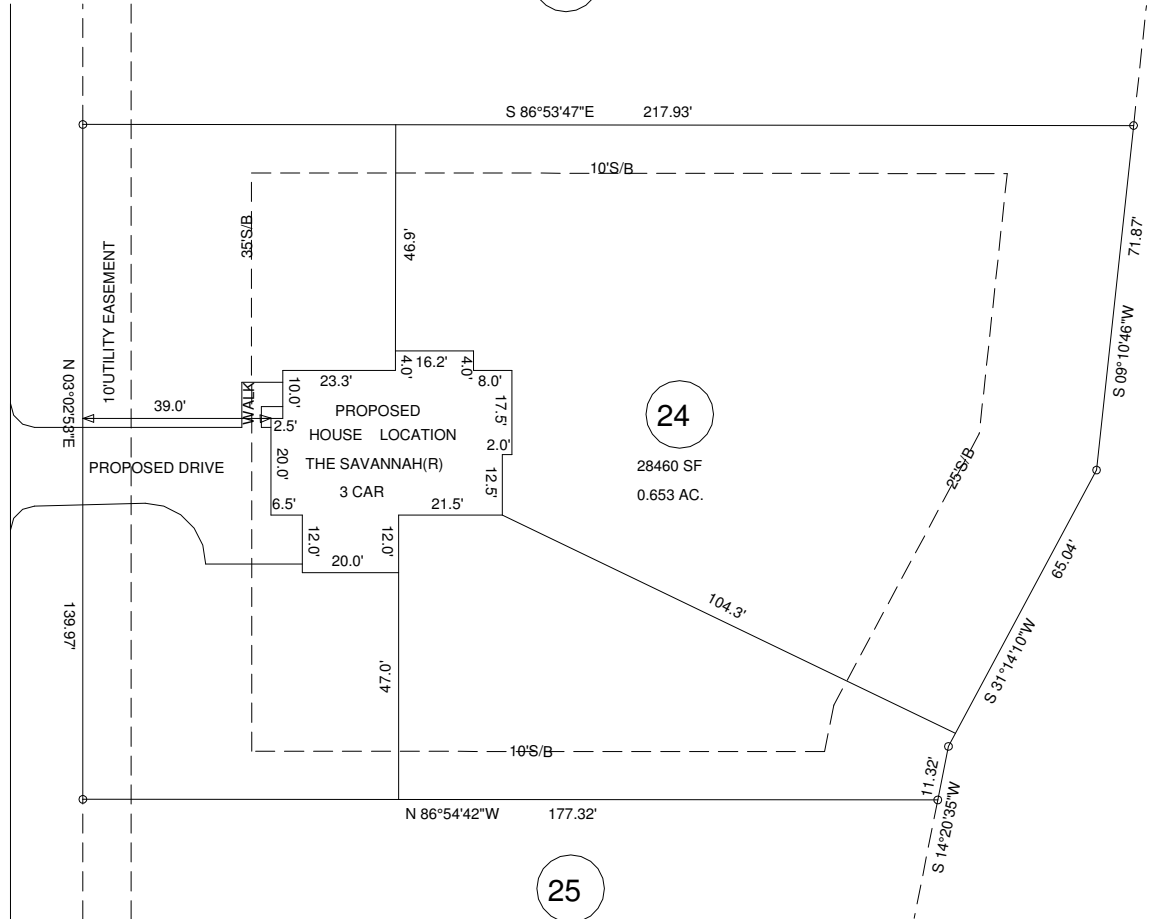 S 86°53'47"E 217.93'
10'S/B
35'S/B
10'UTILITY EASEMENT
46.9'
71.87'
S 09°10'46"W
N 03°02'58"E
39.0'
WALK
4.0'
16.2'
4.0'
23.3'
8.0'
10.0'
17.5'
2.5'
2.0'
20.0'
12.5'
PROPOSED
HOUSE LOCATION
THE SAVANNAH(R)
3 CAR
PROPOSED DRIVE
6.5'
21.5'
12.0'
12.0'
20.0'
24
28460 SF
0.653 AC.
25'S/B
65.04'
S 31°14'10"W
104.3'
139.97'
47.0'
10'S/B
11.32'
S 14°20'35"W
N 86°54'42"W 177.32'
25